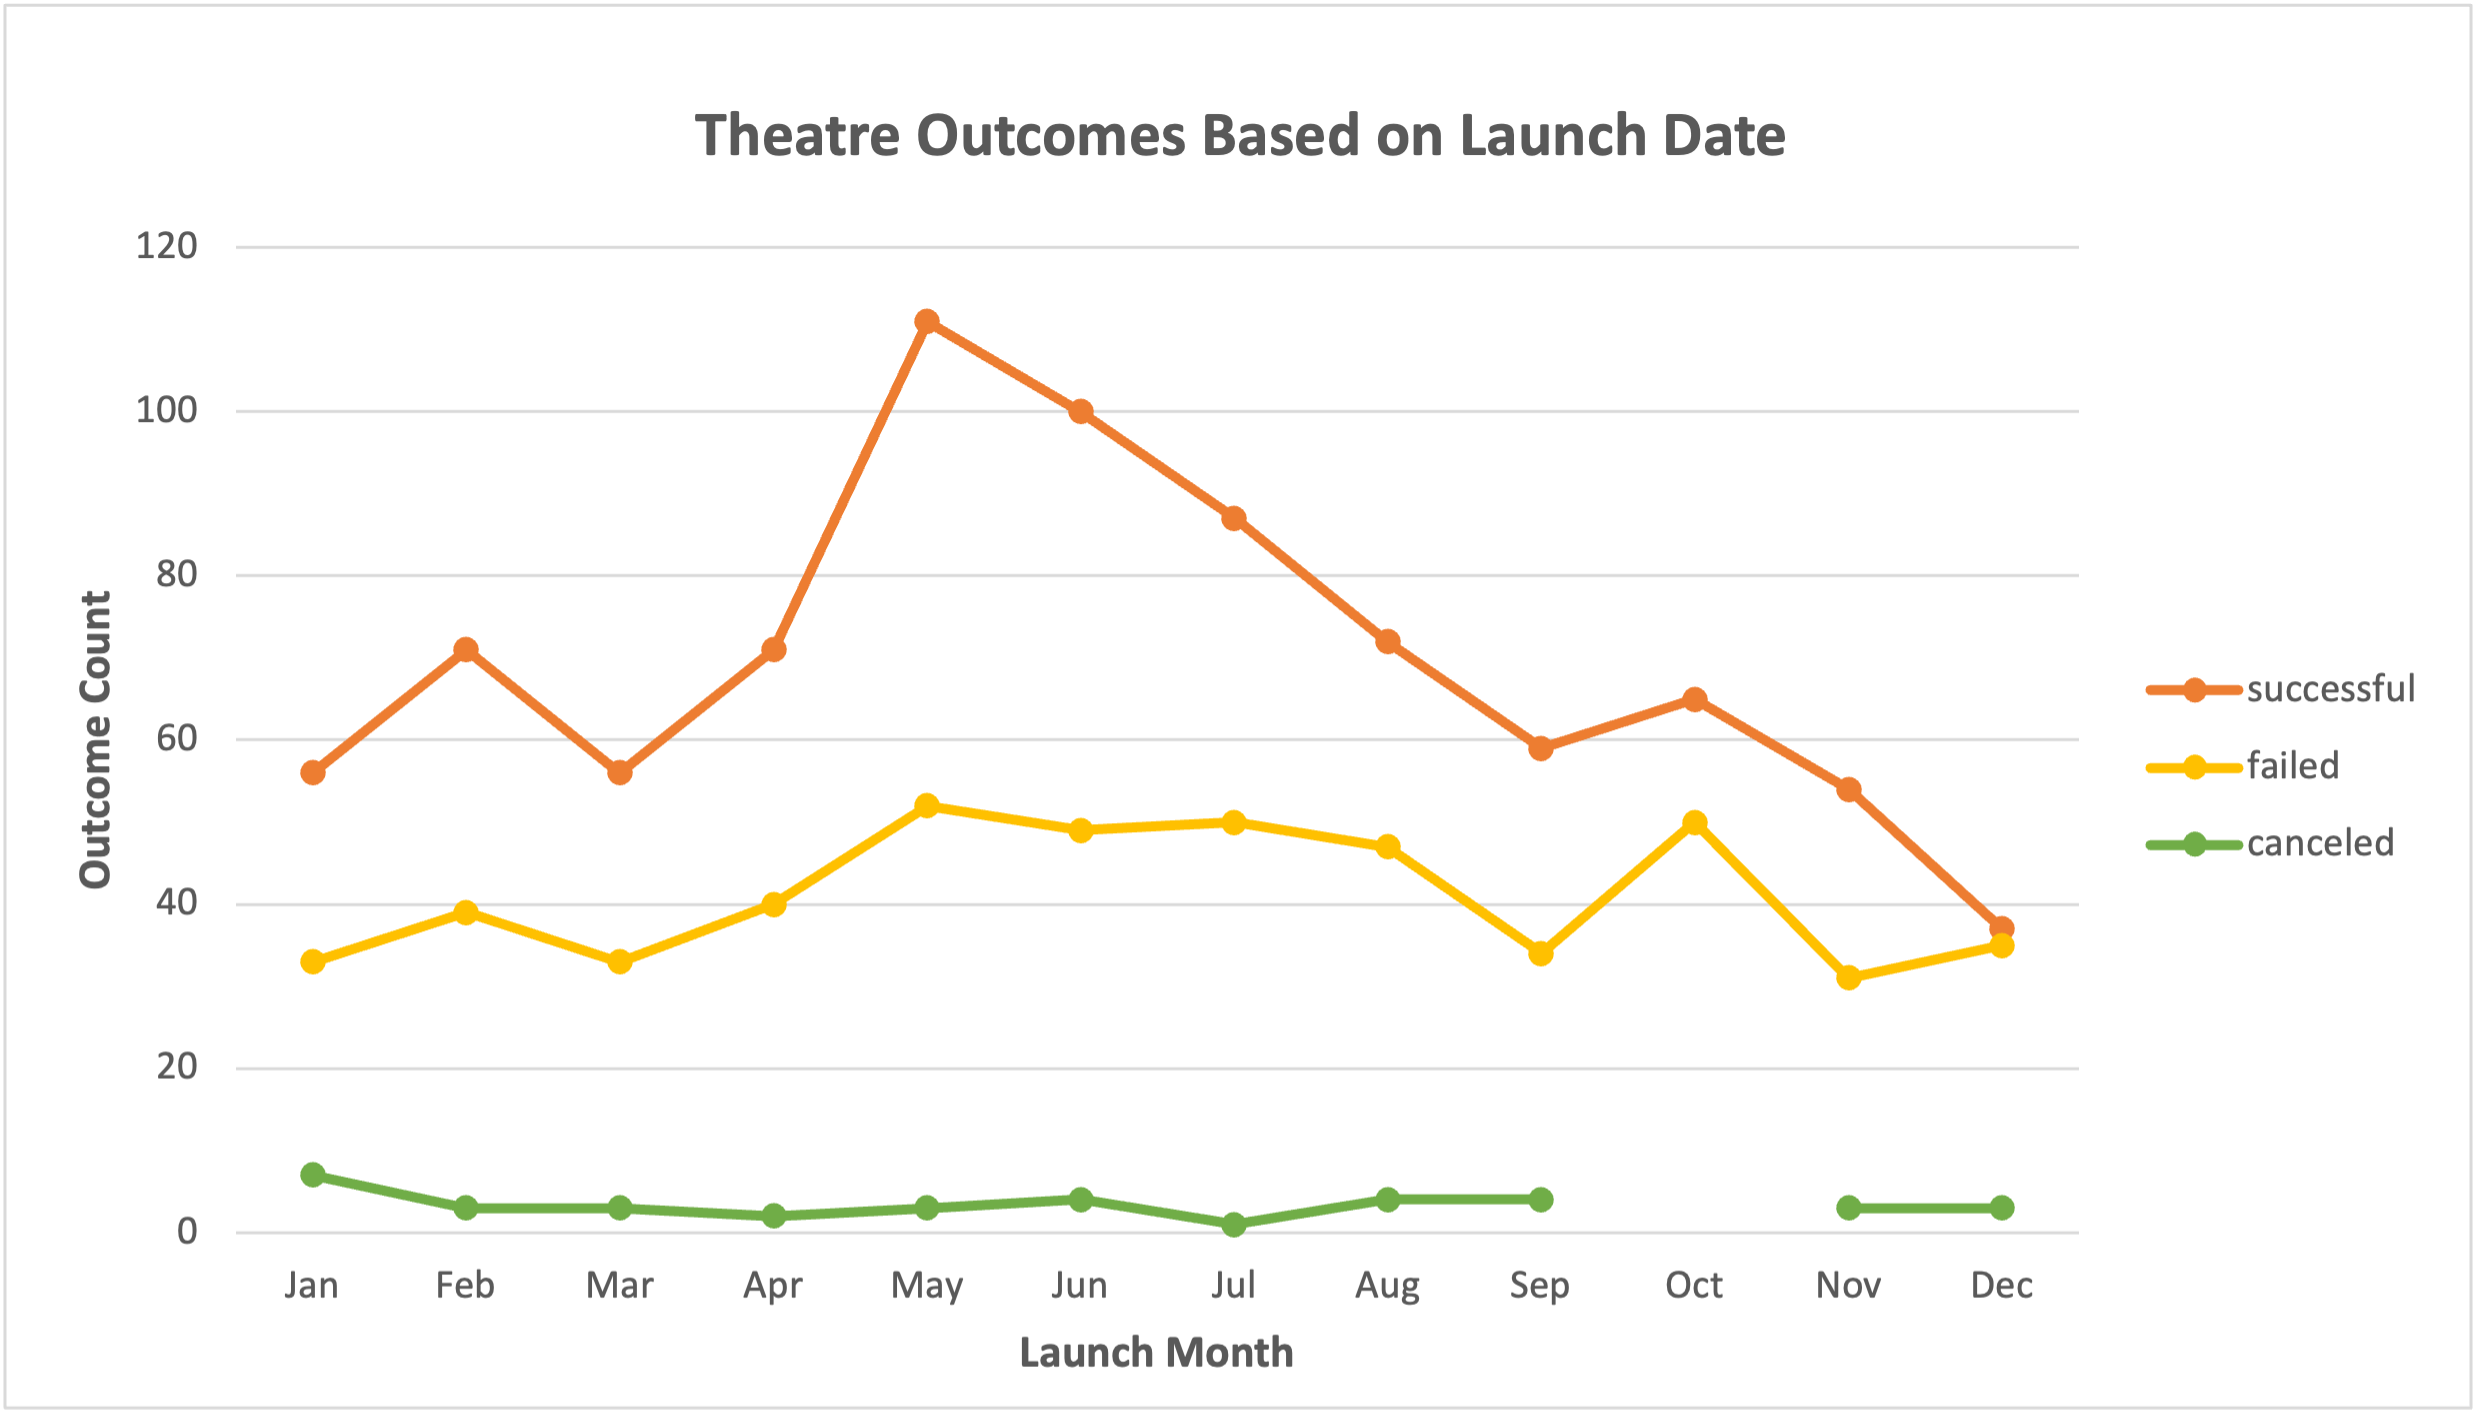 Theatre Outcomes Based on Launch Date
120
100
80
60
40
20
0
Outcome Count
Jan Feb Mar Apr May Jun Jul Aug Sep Oct Nov Dec
Launch Month
successful
failed
canceled